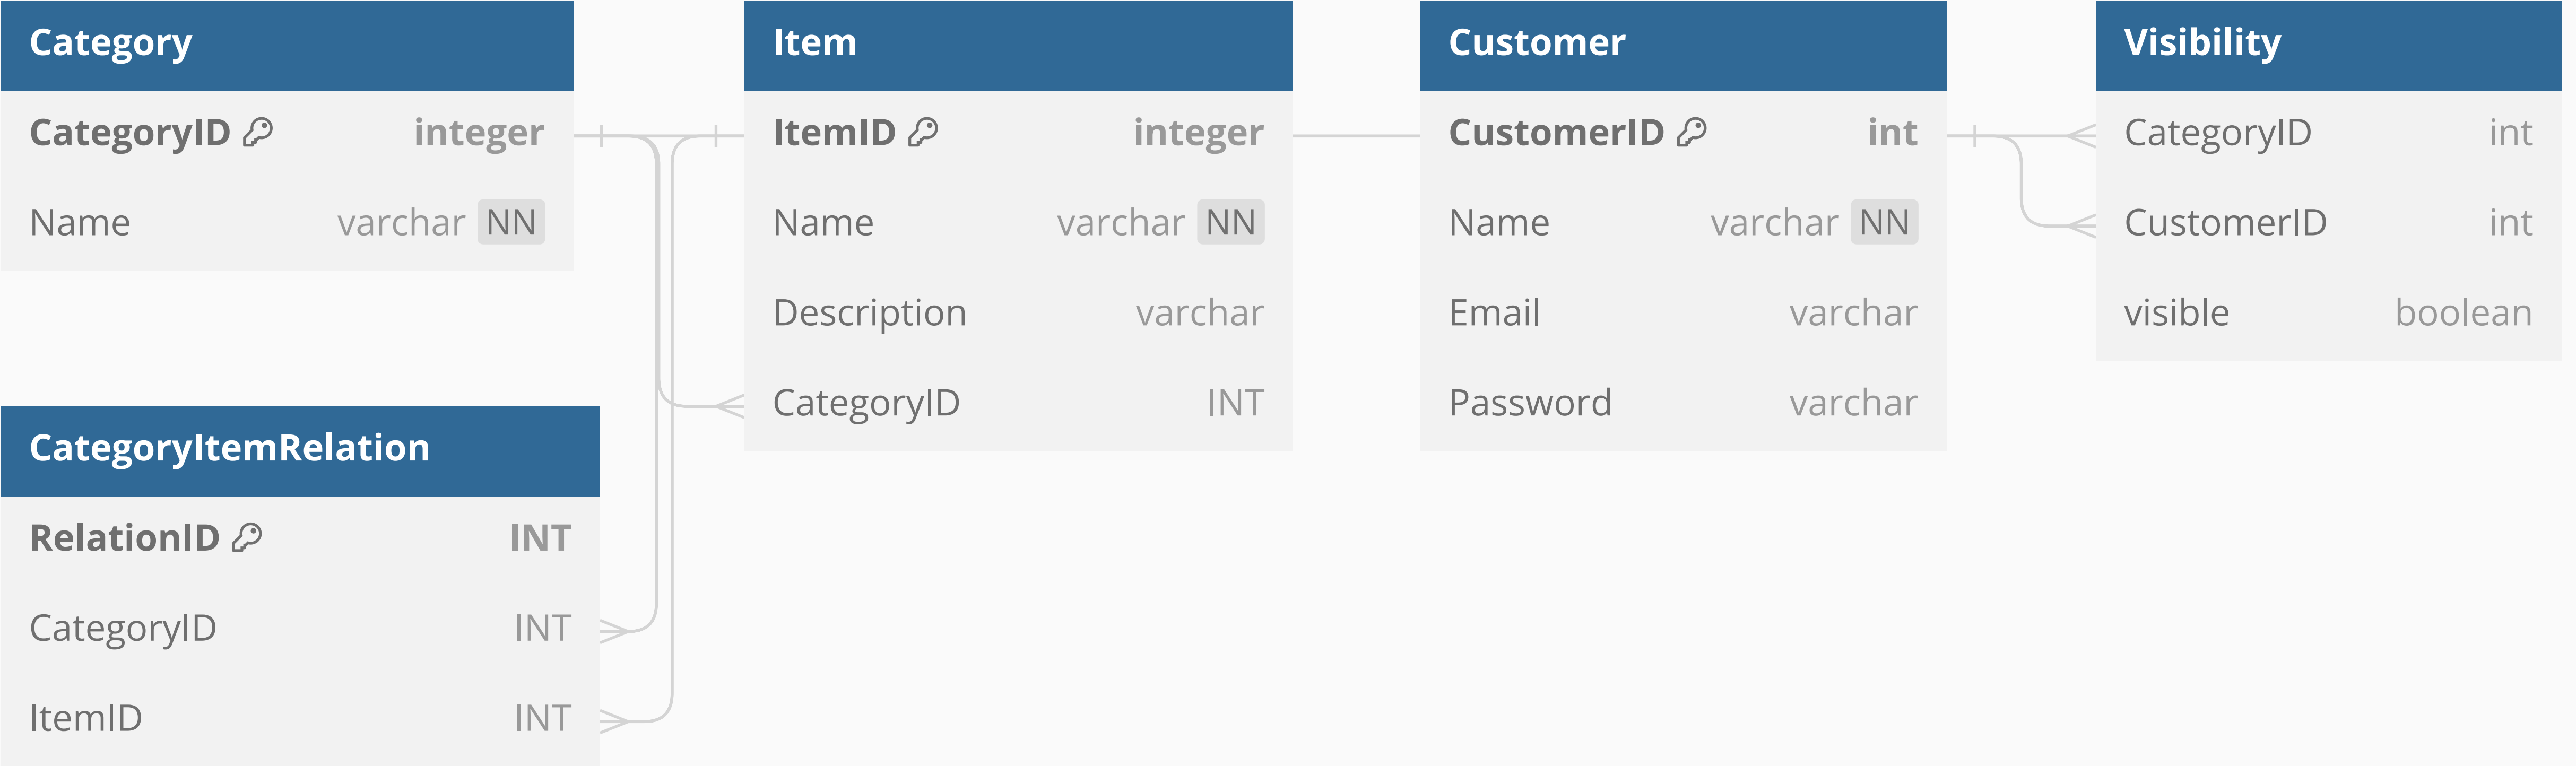 Category
CategoryID integer
Name varchar NN
CategoryItemRelation
RelationID INT
CategoryID INT
ItemID INT
Item
ItemID integer
Name varchar NN
Description varchar
CategoryID INT
Customer
CustomerID int
Name varchar NN
Email varchar
Password varchar
Visibility
CategoryID int
CustomerID int
visible boolean